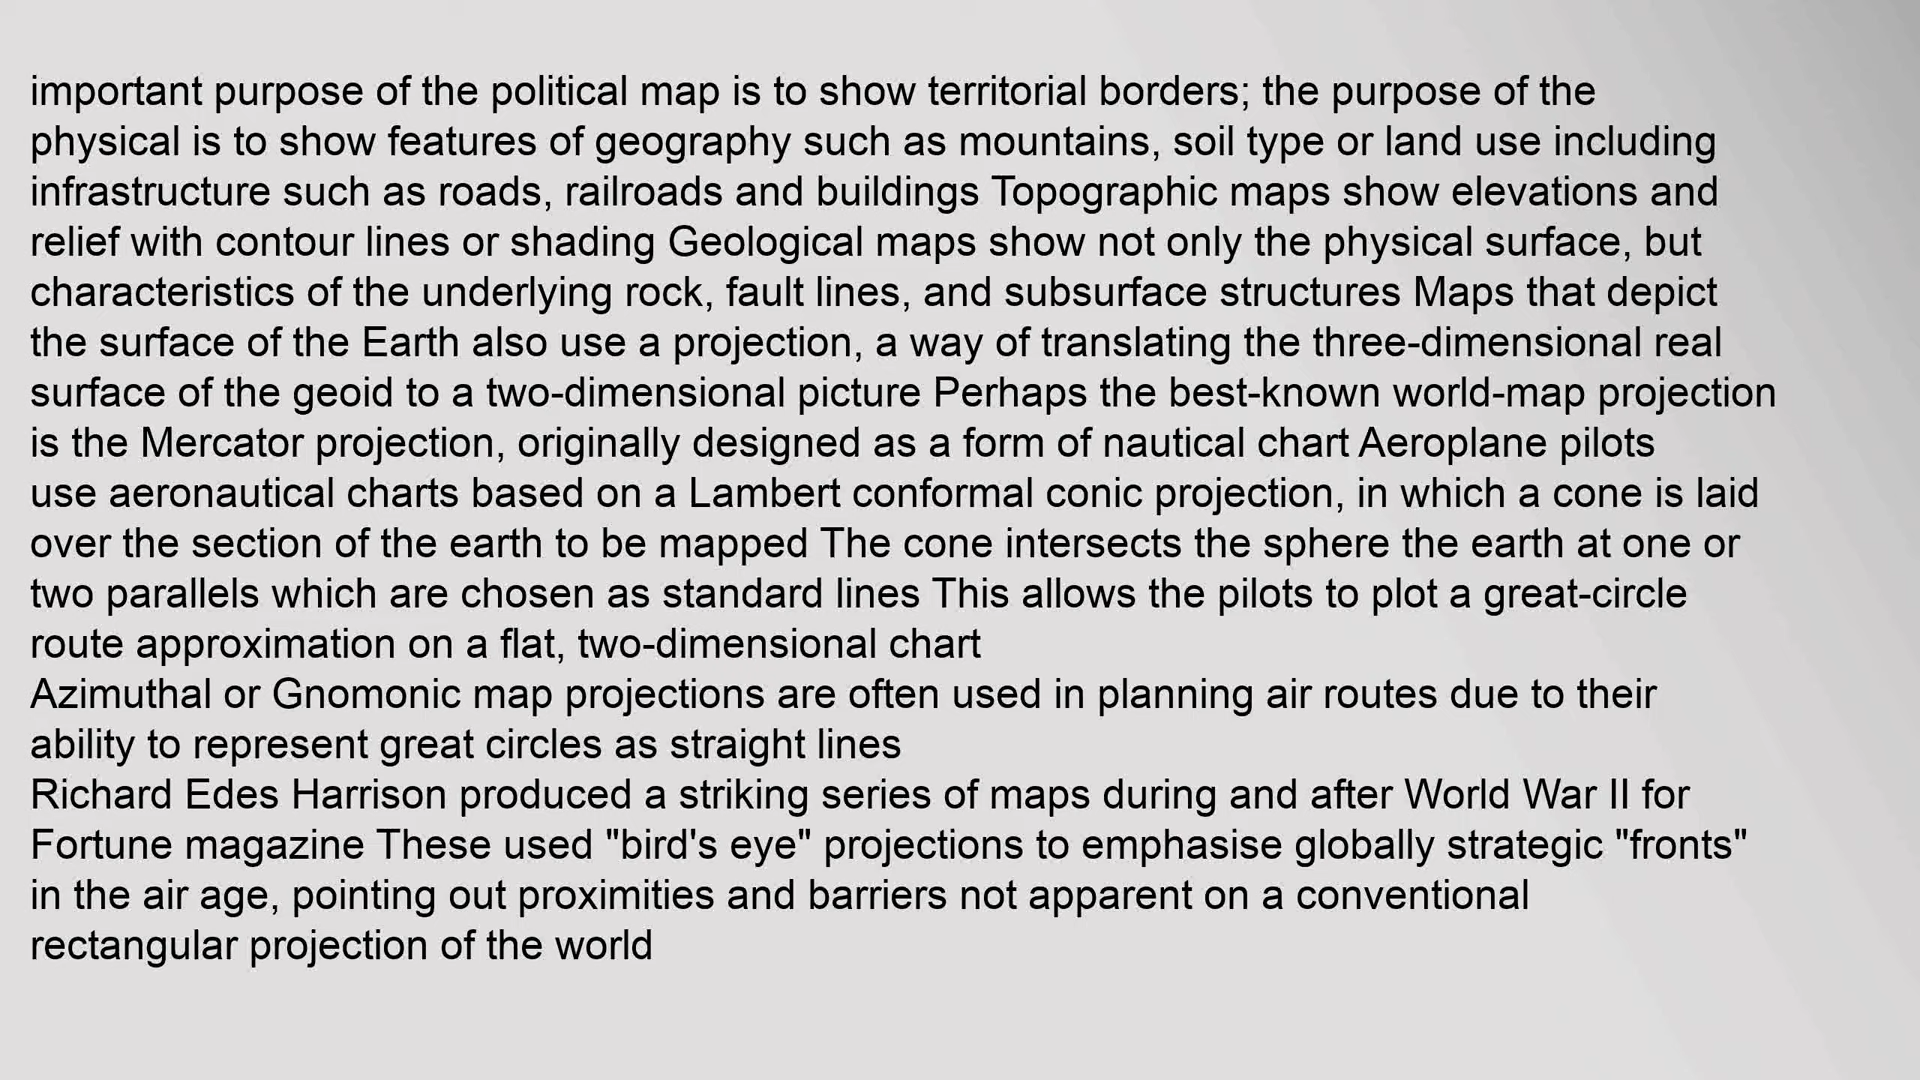 important purpose of the political map is to show territorial borders; the purpose of the
physical is to show features of geography such as mountains, soil type or land use including
infrastructure such as roads, railroads and buildings Topographic maps show elevations and
relief with contour lines or shading Geological maps show not only the physical surface, but
characteristics of the underlying rock, fault lines, and subsurface structures Maps that depict
the surface of the Earth also use a projection, a way of translating the three-dimensional real
surface of the geoid to a two-dimensional picture Perhaps the best-known world-map projection
is the Mercator projection, originally designed as a form of nautical chart Aeroplane pilots
use aeronautical charts based on a Lambert conformal conic projection, in which a cone is laid
over the section of the earth to be mapped The cone intersects the sphere the earth at one or
two parallels which are chosen as standard lines This allows the pilots to plot a great-circle
route approximation on a flat, two-dimensional chart
Azimuthal or Gnomonic map projections are often used in planning air routes due to their
ability to represent great circles as straight lines
Richard Edes Harrison produced a striking series of maps during and after World War II for
Fortune magazine These used "bird's eye" projections to emphasise globally strategic "fronts"
in the air age, pointing out proximities and barriers not apparent on a conventional
rectangular projection of the world